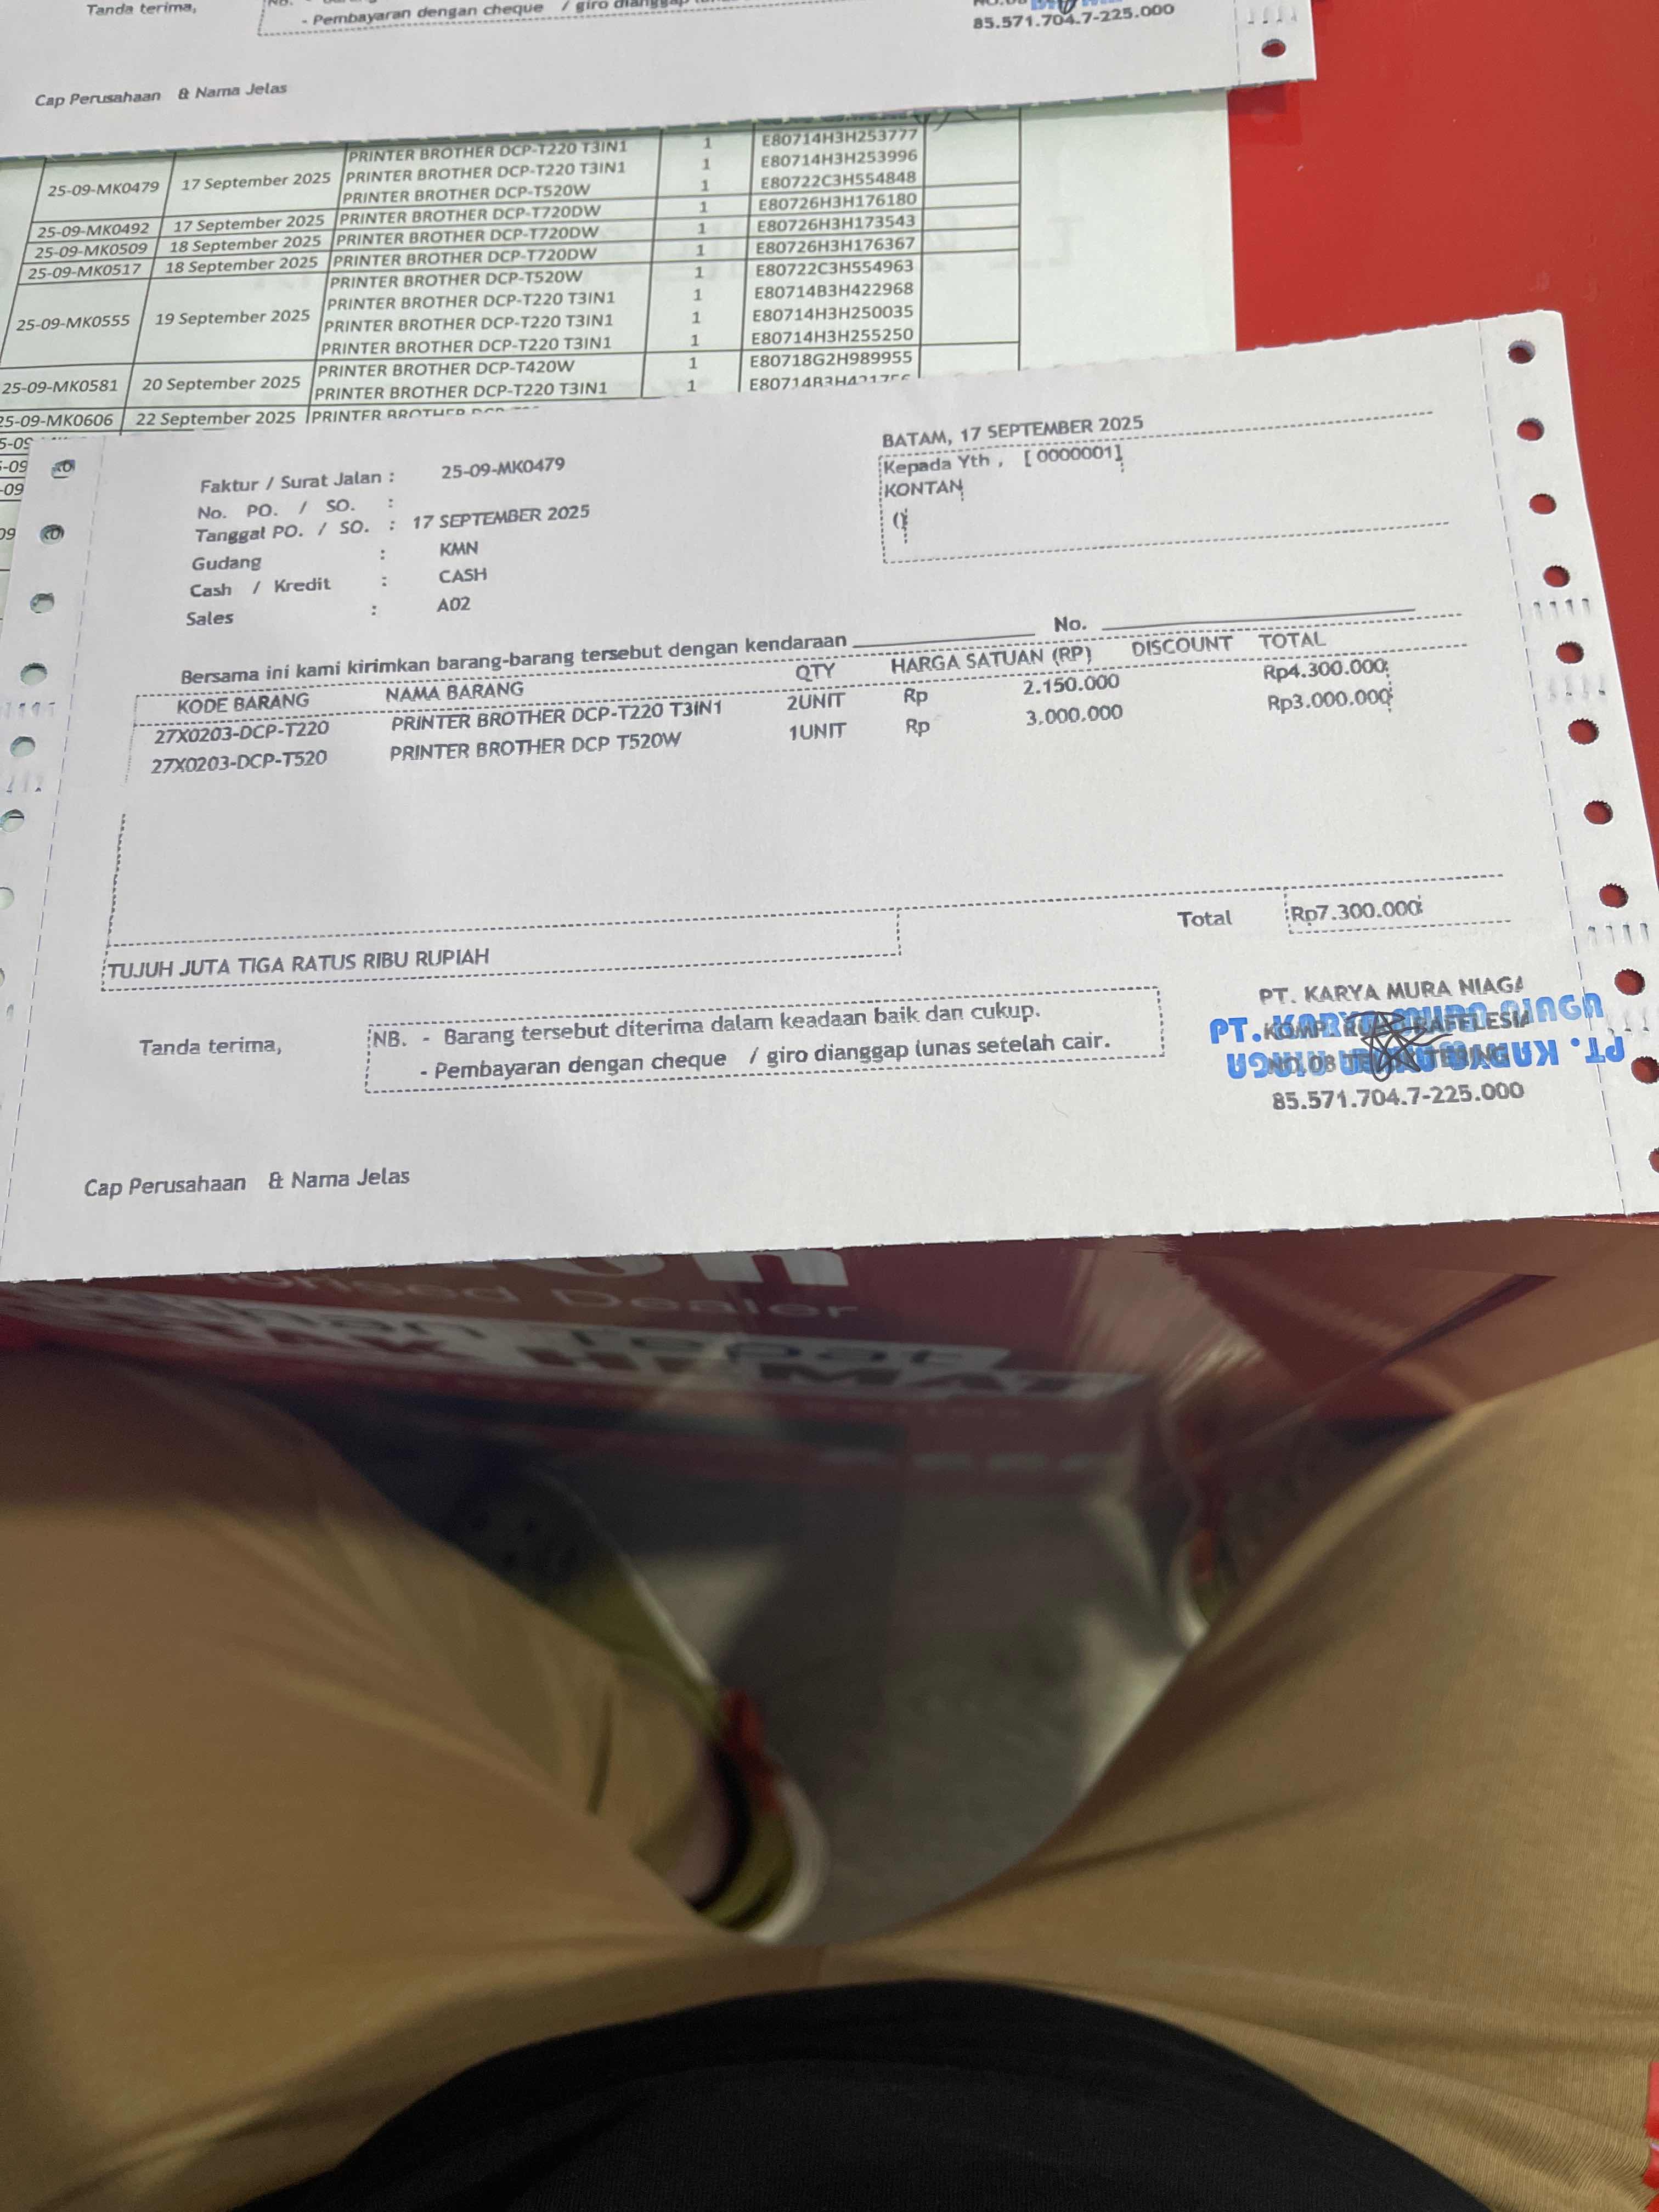 Tanda terima,
- Pembayaran dengan cheque / giro dianggap
85.571.704.7-225.000
Cap Perusahaan & Nama Jelas
PRINTER BROTHER DCP-T220 T3IN1 1 E80714H3H253777
25-09-MK0479 17 September 2025 PRINTER BROTHER DCP-T220 T3IN1 1 E80714H3H253996
PRINTER BROTHER DCP-T520W 1 E80722C3H554848
25-09-MK0492 17 September 2025 PRINTER BROTHER DCP-T720DW 1 E80726H3H176180
25-09-MK0509 18 September 2025 PRINTER BROTHER DCP-T720DW 1 E80726H3H173543
25-09-MK0517 18 September 2025 PRINTER BROTHER DCP-T720DW 1 E80726H3H176367
PRINTER BROTHER DCP-T520W 1 E80722C3H554963
25-09-MK0555 19 September 2025 PRINTER BROTHER DCP-T220 T3IN1 1 E80714B3H422968
PRINTER BROTHER DCP-T220 T3IN1 1 E80714H3H250035
PRINTER BROTHER DCP-T220 T3IN1 1 E80714H3H255250
25-09-MK0581 20 September 2025 PRINTER BROTHER DCP-T420W 1 E80718G2H989955
PRINTER BROTHER DCP-T220 T3IN1 1
25-09-MK0606 22 September 2025 PRINTER BROTHER
BATAM, 17 SEPTEMBER 2025
Faktur / Surat Jalan : 25-09-MK0479
Kepada Yth , [ 0000001]
No. PO. / SO. :
KONTAN
Tanggal PO. / SO. : 17 SEPTEMBER 2025
()
Gudang : KMN
Cash / Kredit : CASH
Sales : A02
Bersama ini kami kirimkan barang-barang tersebut dengan kendaraan No.
KODE BARANG NAMA BARANG QTY HARGA SATUAN (RP) DISCOUNT TOTAL
27X0203-DCP-T220 PRINTER BROTHER DCP-T220 T3IN1 2UNIT Rp 2.150.000 Rp4.300.000
27X0203-DCP-T520 PRINTER BROTHER DCP T520W 1UNIT Rp 3.000.000 Rp3.000.000
Total Rp7.300.000
TUJUH JUTA TIGA RATUS RIBU RUPIAH
PT. KARYA MURA NIAGA
Tanda terima,
NB. - Barang tersebut diterima dalam keadaan baik dan cukup.
- Pembayaran dengan cheque / giro dianggap lunas setelah cair.
85.571.704.7-225.000
Cap Perusahaan & Nama Jelas
Dealer